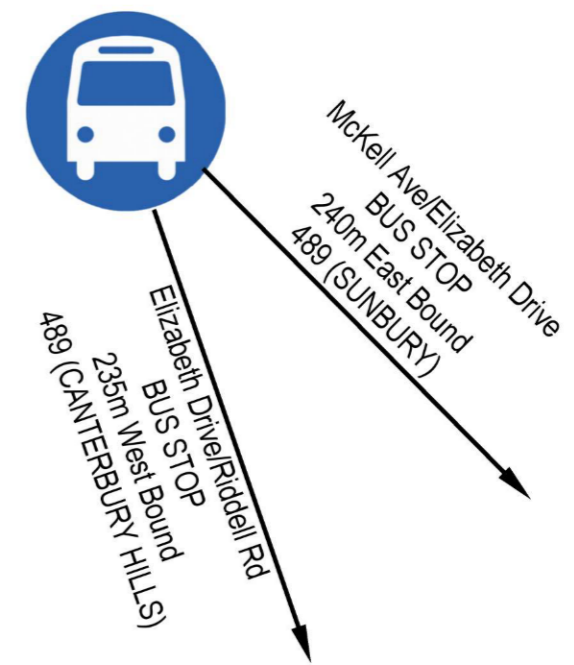 McKell Ave/Elizabeth Drive
BUS STOP
240m East Bound
489 (SUNBURY)
Elizabeth Drive/Riddell Rd
BUS STOP
235m West Bound
489 (CANTERBURY HILLS)